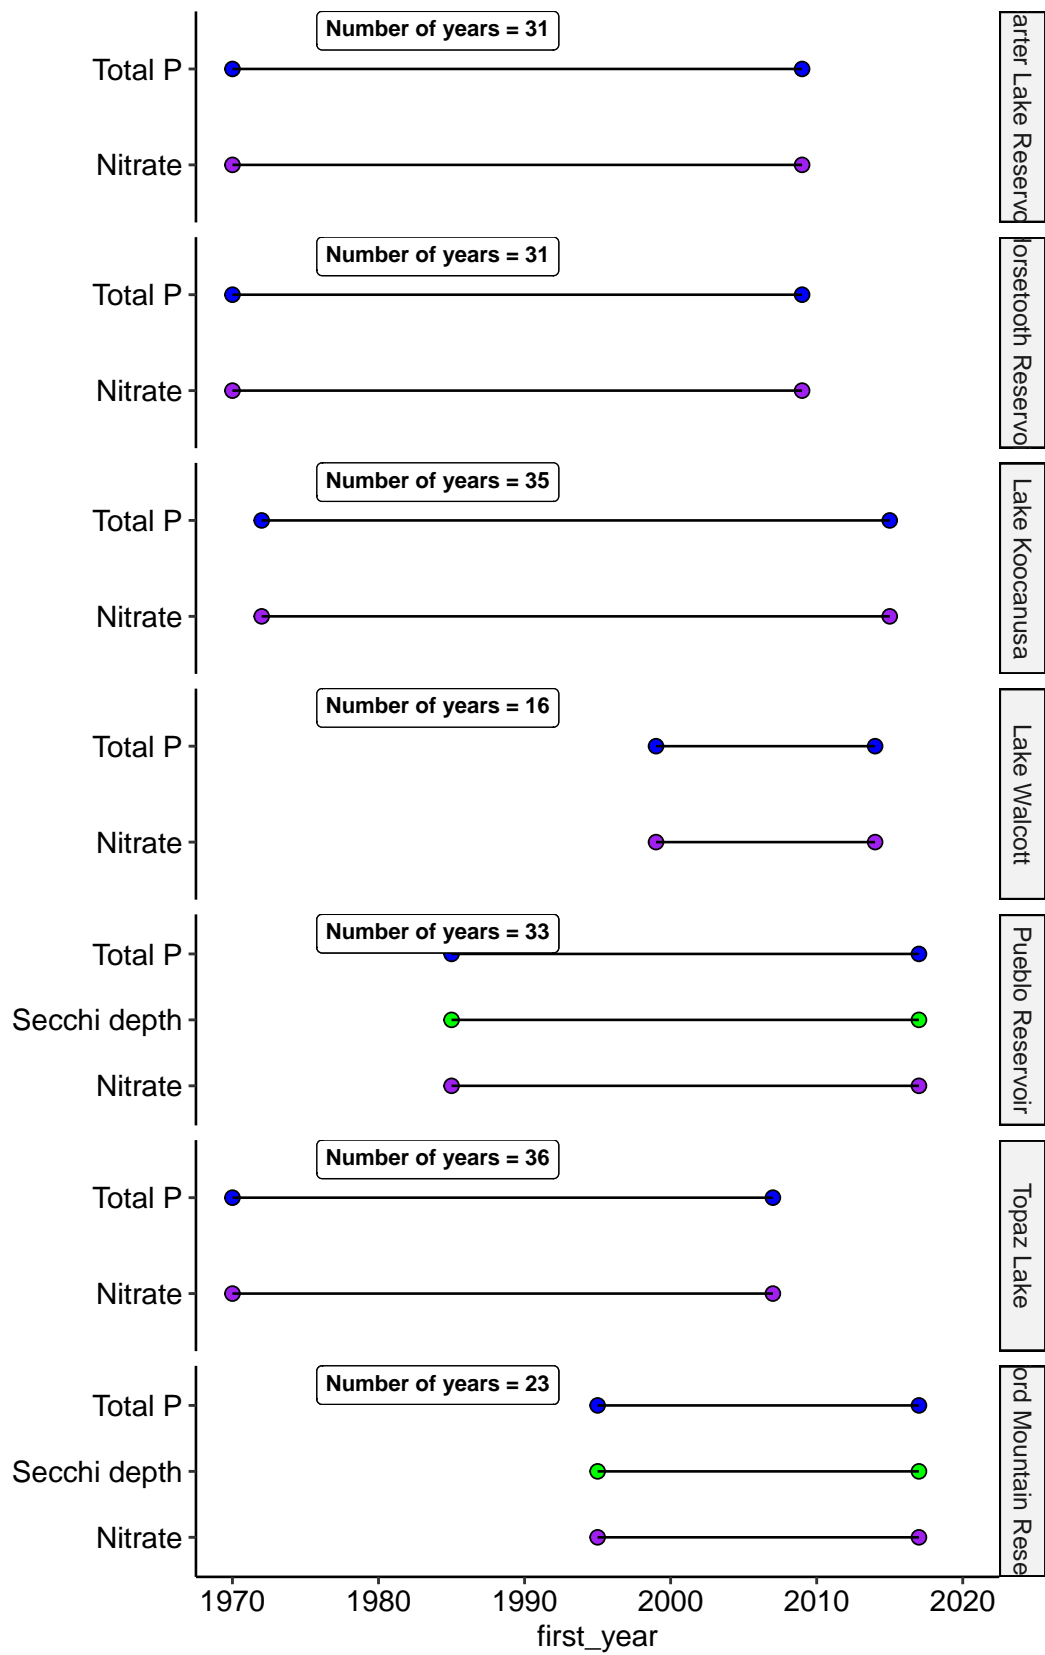 Number of years = 31
Total P
Nitrate
arter Lake Reservo
Number of years = 31
Total P
Nitrate
orsetooth Reservo
Number of years = 35
Total P
Nitrate
Lake Koocanusa
Number of years = 16
Total P
Nitrate
Lake Walcott
Number of years = 33
Total P
Secchi depth
Nitrate
Pueblo Reservoir
Number of years = 36
Total P
Nitrate
Topaz Lake
Number of years = 23
Total P
Secchi depth
Nitrate
ord Mountain Rese
1970 1980 1990 2000 2010 2020
first_year